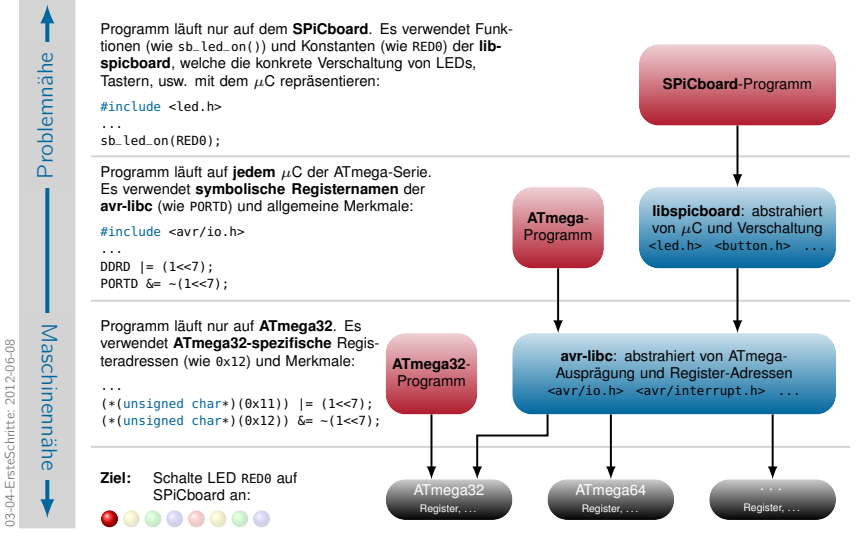 Problemnähe
Maschinennähe
03-04-ErsteSchritte: 2012-06-08
Programm läuft nur auf dem SPiCboard. Es verwendet Funk-
tionen (wie sb_led_on()) und Konstanten (wie RED0) der lib-
spicboard, welche die konkrete Verschaltung von LEDs,
Tastern, usw. mit dem μC repräsentieren:
#include <led.h>
...
sb_led_on(RED0);
SPiCboard-Programm
Programm läuft auf jedem μC der ATmega-Serie.
Es verwendet symbolische Registernamen der
avr-libc (wie PORTD) und allgemeine Merkmale:
#include <avr/io.h>
...
DDRD |= (1<<7);
PORTD &= ~(1<<7);
ATmega-
Programm
libspicboard: abstrahiert
von μC und Verschaltung
<led.h> <button.h> ...
Programm läuft nur auf ATmega32. Es
verwendet ATmega32-spezifische Regis-
teradressen (wie 0x12) und Merkmale:
...
(*(unsigned char*)(0x11)) |= (1<<7);
(*(unsigned char*)(0x12)) &= ~(1<<7);
ATmega32-
Programm
avr-libc: abstrahiert von ATmega-
Ausprägung und Register-Adressen
<avr/io.h> <avr/interrupt.h> ...
Ziel: Schalte LED RED0 auf
SPiCboard an:
ATmega32
Register, ...
ATmega64
Register, ...
...
Register, ...